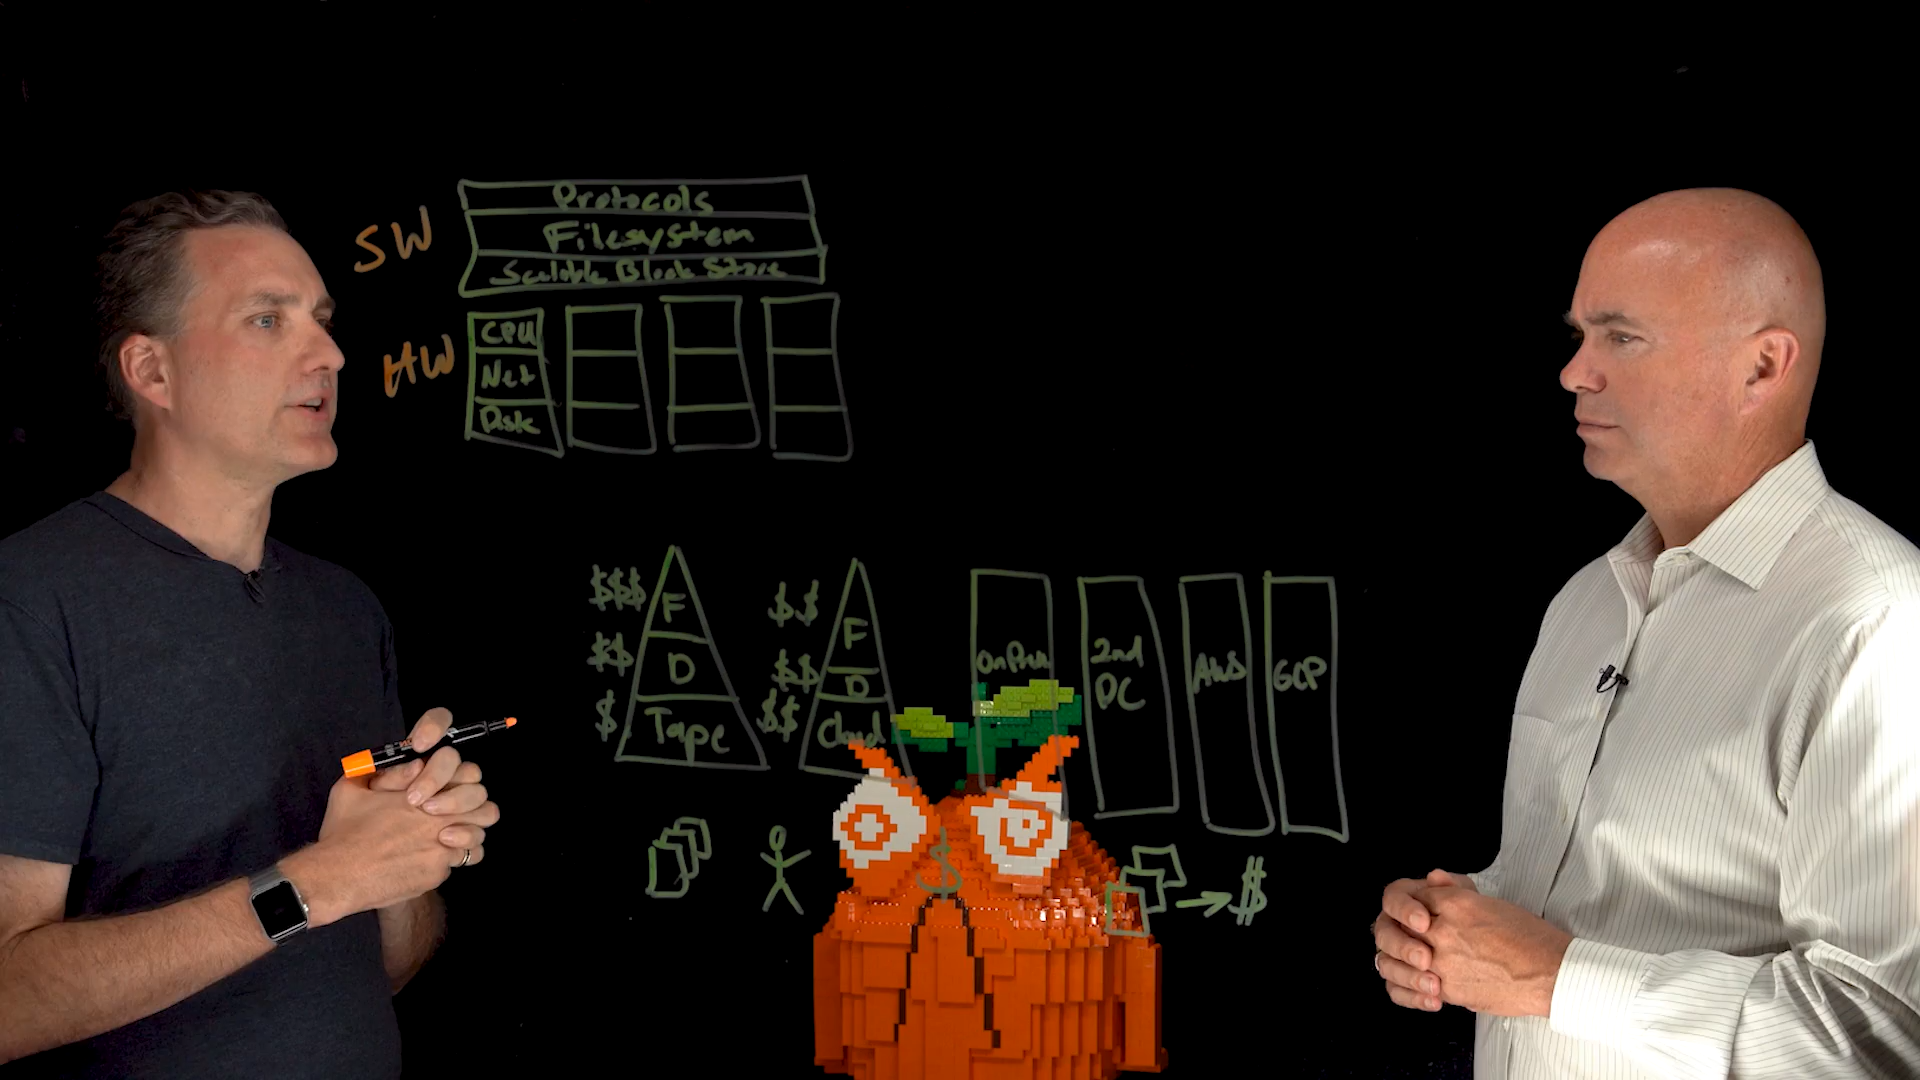 Protocols
SW
Filesystem
Scalable Block Store
CPU
HW
Net
Disk
$$$
F
$$
D
$
Tape
$$
F
$$
D
$$
Cloud
OnPrem
2nd
DC
AWS
GCP
$
$